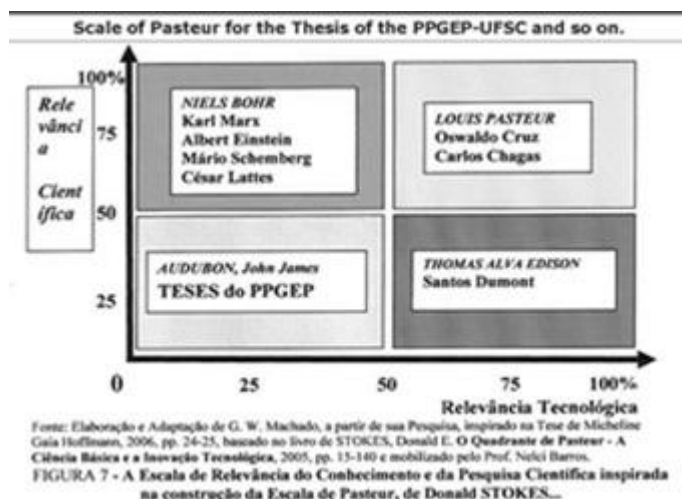 Scale of Pasteur for the Thesis of the PPGEP-UFSC and so on.
100%
Rele
vânci
a
Cient
ífica
75
50
25
NIELS BOHR
Karl Marx
Albert Einstein
Mário Schemberg
César Lattes
LOUIS PASTEUR
Oswaldo Cruz
Carlos Chagas
AUDUBON, John James
TESES do PPGEP
THOMAS ALVA EDISON
Santos Dumont
0 25 50 75 100%
Relevância Tecnológica
Fonte: Elaboração e Adaptação de G. W. Machado, a partir de sua Pesquisa, inspirado na Tese de Micheline
Gaia Hoffmann, 2006, pp. 24-25, baseado no livro de STOKES, Donald E. O Quadrante de Pasteur - A
Ciência Básica e a Inovação Tecnológica, 2005, pp. 15-140 e mobilizado pelo Prof. Nelci Barros.
FIGURA 7 - A Escala de Relevância do Conhecimento e da Pesquisa Científica inspirada
na construção da Escala de Pasteur, de Donald STOKES...